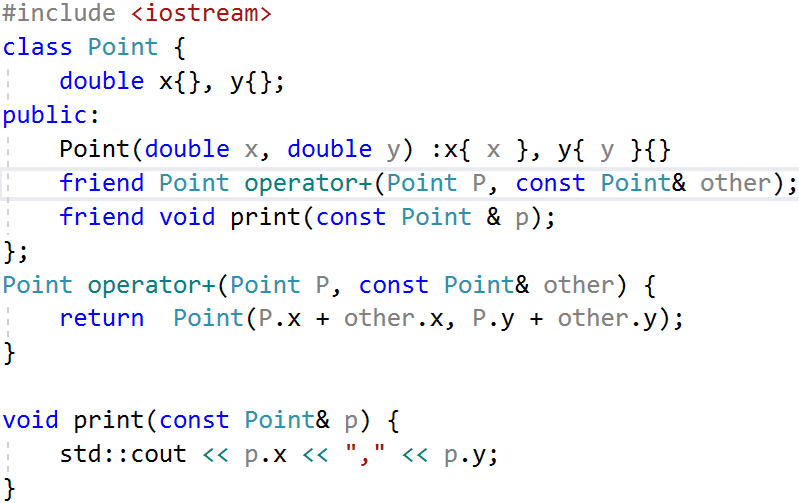 #include <iostream>
class Point {
    double x{}, y{};
public:
    Point(double x, double y) :x{ x }, y{ y }{}
    friend Point operator+(Point P, const Point& other);
    friend void print(const Point & p);
};
Point operator+(Point P, const Point& other) {
    return  Point(P.x + other.x, P.y + other.y);
}

void print(const Point& p) {
    std::cout << p.x << "," << p.y;
}